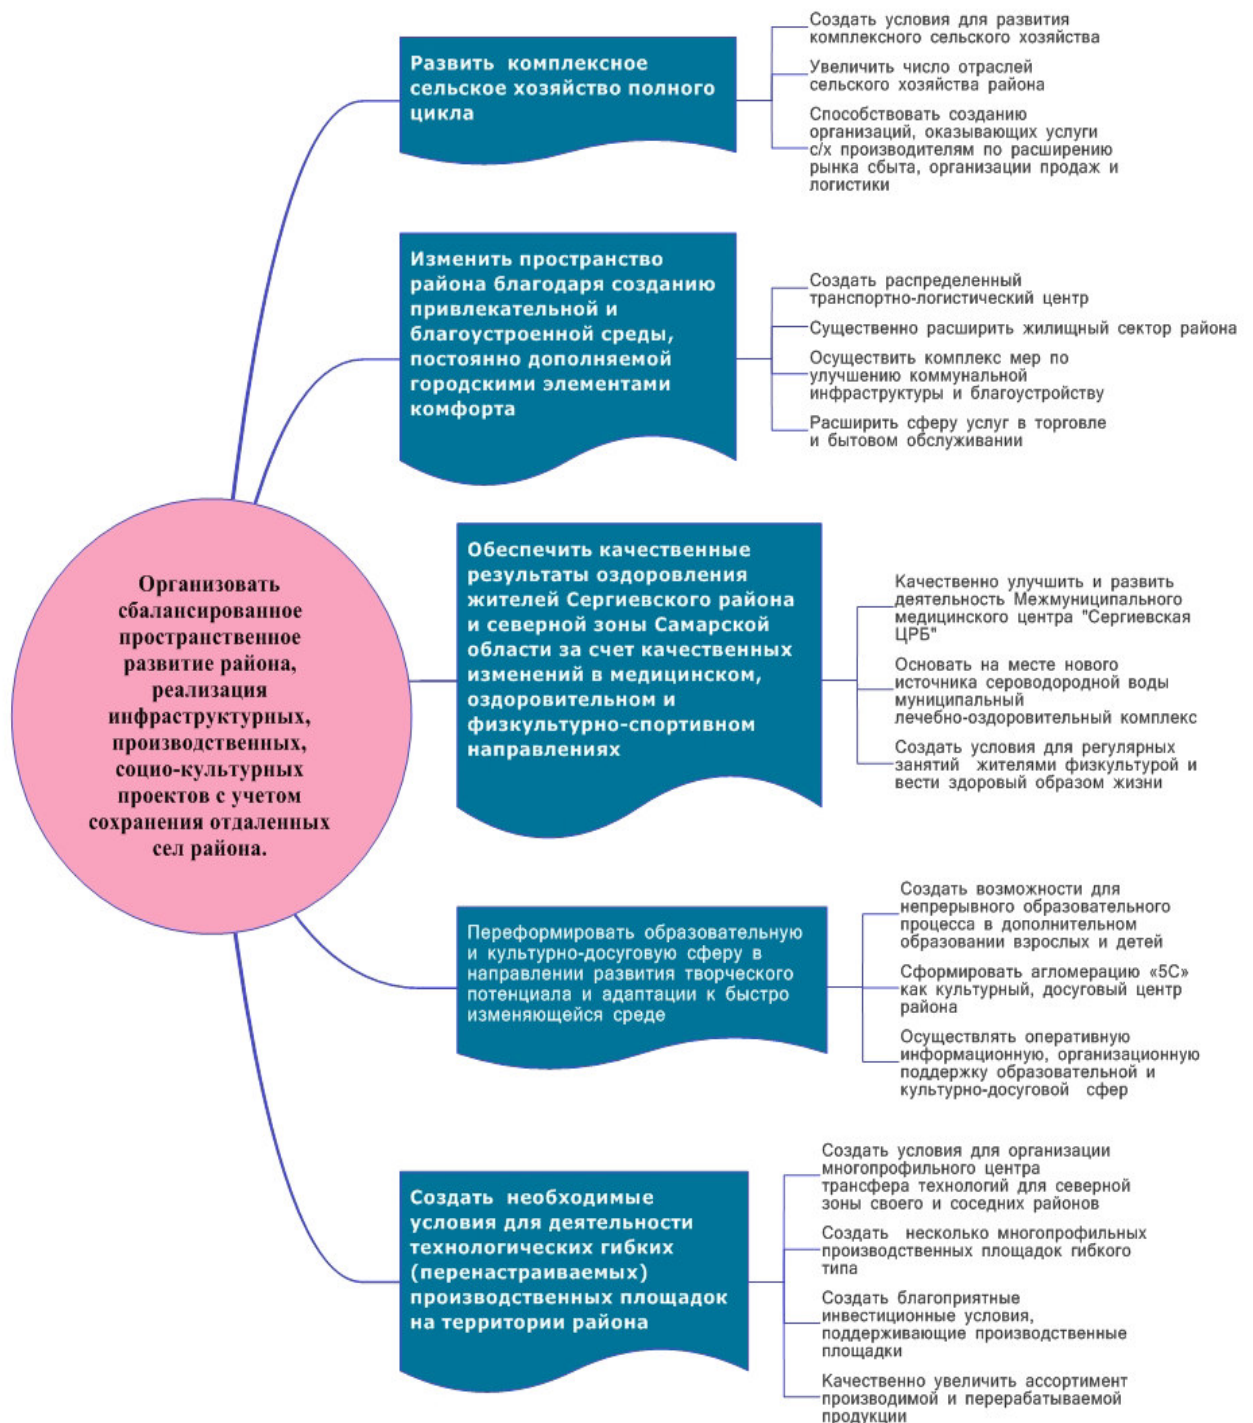 Организовать
сбалансированное
пространственное
развитие района,
реализация
инфраструктурных,
производственных,
социо-культурных
проектов с учетом
сохранения отдаленных
сел района.
Развить комплексное
сельское хозяйство полного
цикла
Создать условия для развития
комплексного сельского хозяйства
Увеличить число отраслей
сельского хозяйства района
Способствовать созданию
организаций, оказывающих услуги
с/х производителям по расширению
рынка сбыта, организации продаж и
логистики
Изменить пространство
района благодаря созданию
привлекательной и
благоустроенной среды,
постоянно дополняемой
городскими элементами
комфорта
Создать распределенный
транспортно-логистический центр
Существенно расширить жилищный сектор района
Осуществить комплекс мер по
улучшению коммунальной
инфраструктуры и благоустройству
Расширить сферу услуг в торговле
и бытовом обслуживании
Обеспечить качественные
результаты оздоровления
жителей Сергиевского района
и северной зоны Самарской
области за счет качественных
изменений в медицинском,
оздоровительном и
физкультурно-спортивном
направлениях
Качественно улучшить и развить
деятельность Межмуниципального
медицинского центра "Сергиевская
ЦРБ"
Основать на месте нового
источника сероводородной воды
муниципальный
лечебно-оздоровительный комплекс
Создать условия для регулярных
занятий жителями физкультурой и
вести здоровый образом жизни
Переформировать образовательную
и культурно-досуговую сферу в
направлении развития творческого
потенциала и адаптации к быстро
изменяющейся среде
Создать возможности для
непрерывного образовательного
процесса в дополнительном
образовании взрослых и детей
Сформировать агломерацию «5С»
как культурный, досуговый центр
района
Осуществлять оперативную
информационную, организационную
поддержку образовательной и
культурно-досуговой сфер
Создать необходимые
условия для деятельности
технологических гибких
(перенастраиваемых)
производственных площадок
на территории района
Создать условия для организации
многопрофильного центра
трансфера технологий для северной
зоны своего и соседних районов
Создать несколько многопрофильных
производственных площадок гибкого
типа
Создать благоприятные
инвестиционные условия,
поддерживающие производственные
площадки
Качественно увеличить ассортимент
производимой и перерабатываемой
продукции